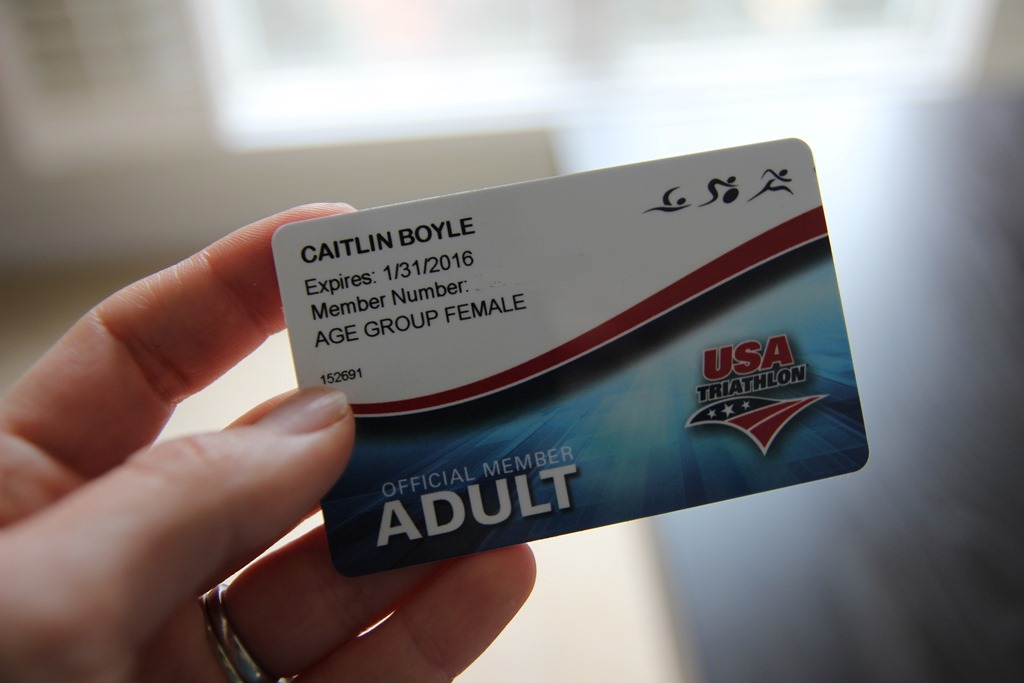 CAITLIN BOYLE
Expires: 1/31/2016
Member Number:
AGE GROUP FEMALE
152691
USA
TRIATHLON
OFFICIAL MEMBER
ADULT